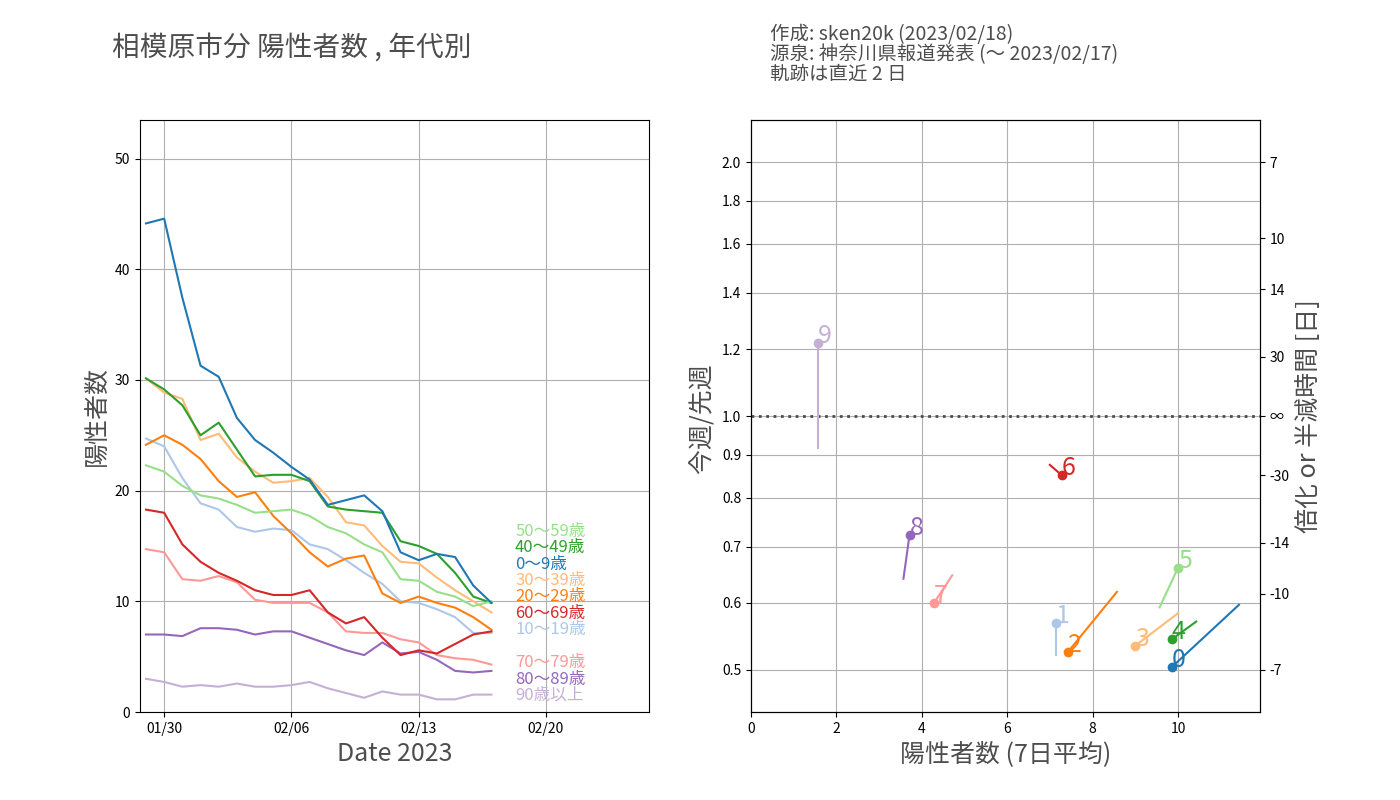 相模原市分 陽性者数 , 年代別
作成: sken20k (2023/02/18)
源泉: 神奈川県報道発表 (～ 2023/02/17)
軌跡は直近 2 日
陽性者数
50
40
30
20
10
0
01/30
02/06
02/13
02/20
Date 2023
50～59歳
40～49歳
0～9歳
30～39歳
20～29歳
60～69歳
10～19歳
70～79歳
80～89歳
90歳以上
今週/先週
2.0
1.8
1.6
1.4
1.2
1.0
0.9
0.8
0.7
0.6
0.5
0
2
4
6
8
10
陽性者数 (7日平均)
9
6
8
5
7
1
4
3
2
0
7
10
14
30
∞
-30
-14
-10
-7
倍化 or 半減時間 [日]